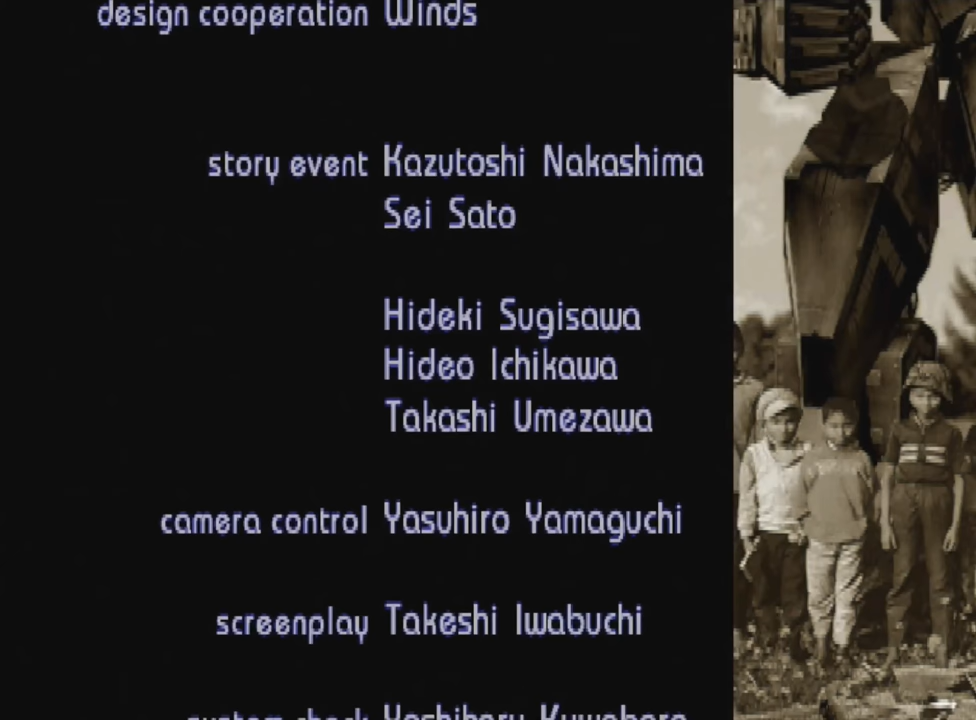 design cooperation Winds
story event Kazutoshi Nakashima
Sei Sato
Hideki Sugisawa
Hideo Ichikawa
Takashi Umezawa
camera control Yasuhiro Yamaguchi
screenplay Takeshi Iwabuchi